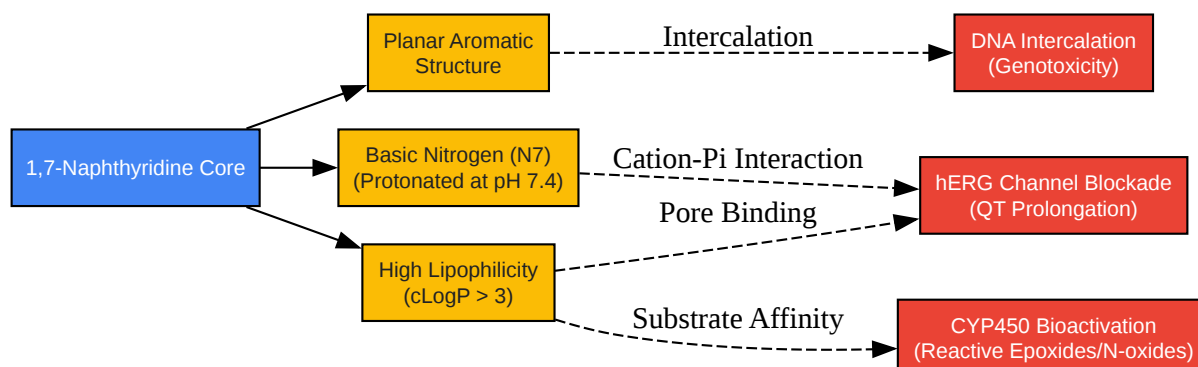 Planar Aromatic
Structure
Intercalation
DNA Intercalation
(Genotoxicity)
1,7-Naphthyridine Core
Basic Nitrogen (N7)
(Protonated at pH 7.4)
Cation-Pi Interaction
hERG Channel Blockade
(QT Prolongation)
Pore Binding
High Lipophilicity
(cLogP > 3)
Substrate Affinity
CYP450 Bioactivation
(Reactive Epoxides/N-oxides)